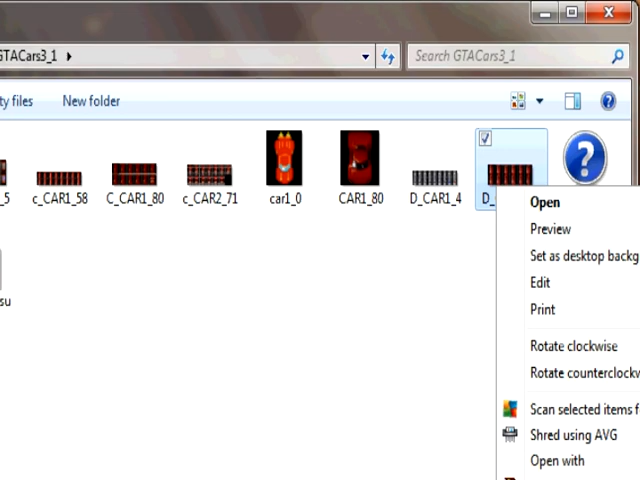 GTACars3_1
Search GTACars3_1
ty files New folder
_5 c_CAR1_58 C_CAR1_80 c_CAR2_71 car1_0 CAR1_80 D_CAR1_4 D_
su
Open
Preview
Set as desktop backg
Edit
Print
Rotate clockwise
Rotate counterclockw
Scan selected items f
Shred using AVG
Open with